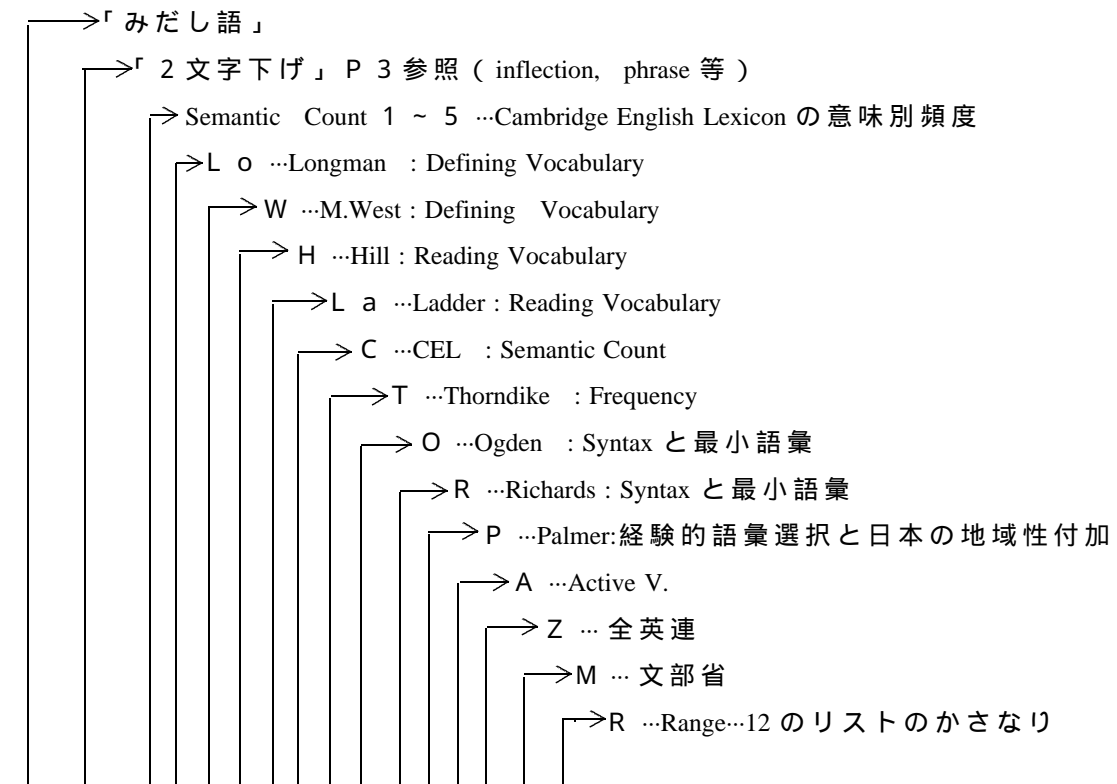 「みだし語」
「2文字下げ」P3参照(inflection, phrase 等)
Semantic Count 1~5 …Cambridge English Lexicon の意味別頻度
Lo …Longman : Defining Vocabulary
W …M.West : Defining Vocabulary
H …Hill : Reading Vocabulary
La …Ladder : Reading Vocabulary
C …CEL : Semantic Count
T …Thorndike : Frequency
O …Ogden : Syntax と最小語彙
R …Richards : Syntax と最小語彙
P …Palmer:経験的語彙選択と日本の地域性付加
A …Active V.
Z … 全英連
M … 文部省
R …Range…12のリストのかさなり